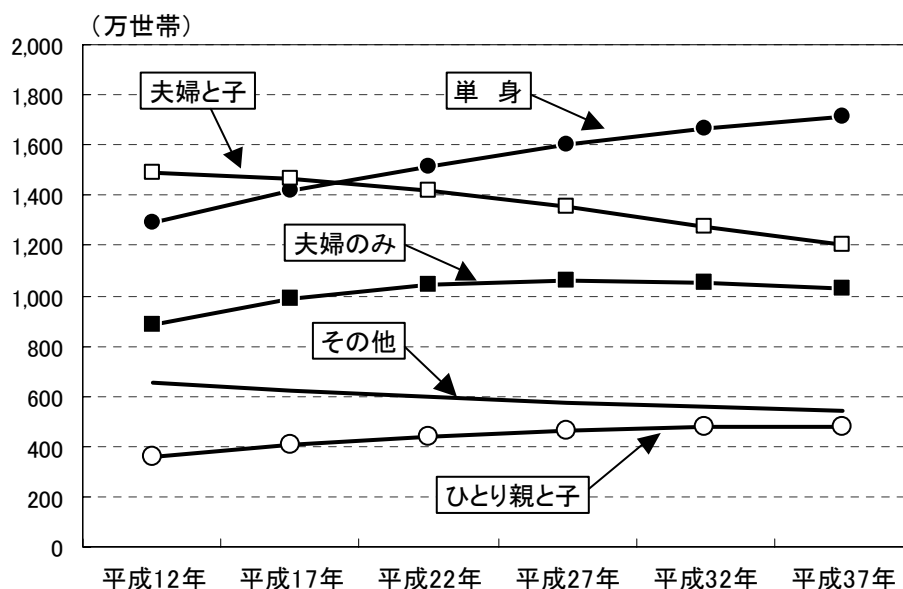 （万世帯）
2,000
1,800
1,600
1,400
1,200
1,000
800
600
400
200
0
夫婦と子
単　身
夫婦のみ
その他
ひとり親と子
平成12年 平成17年 平成22年 平成27年 平成32年 平成37年